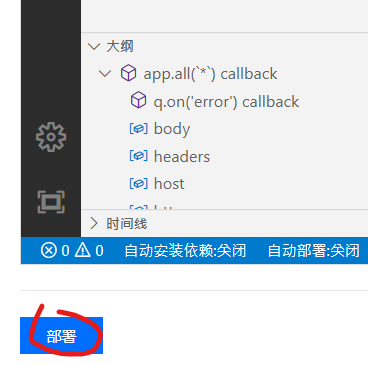 大纲
app.all(`*`) callback
q.on('error') callback
body
headers
host
时间线
0 0 自动安装依赖:关闭 自动部署:关闭
部署